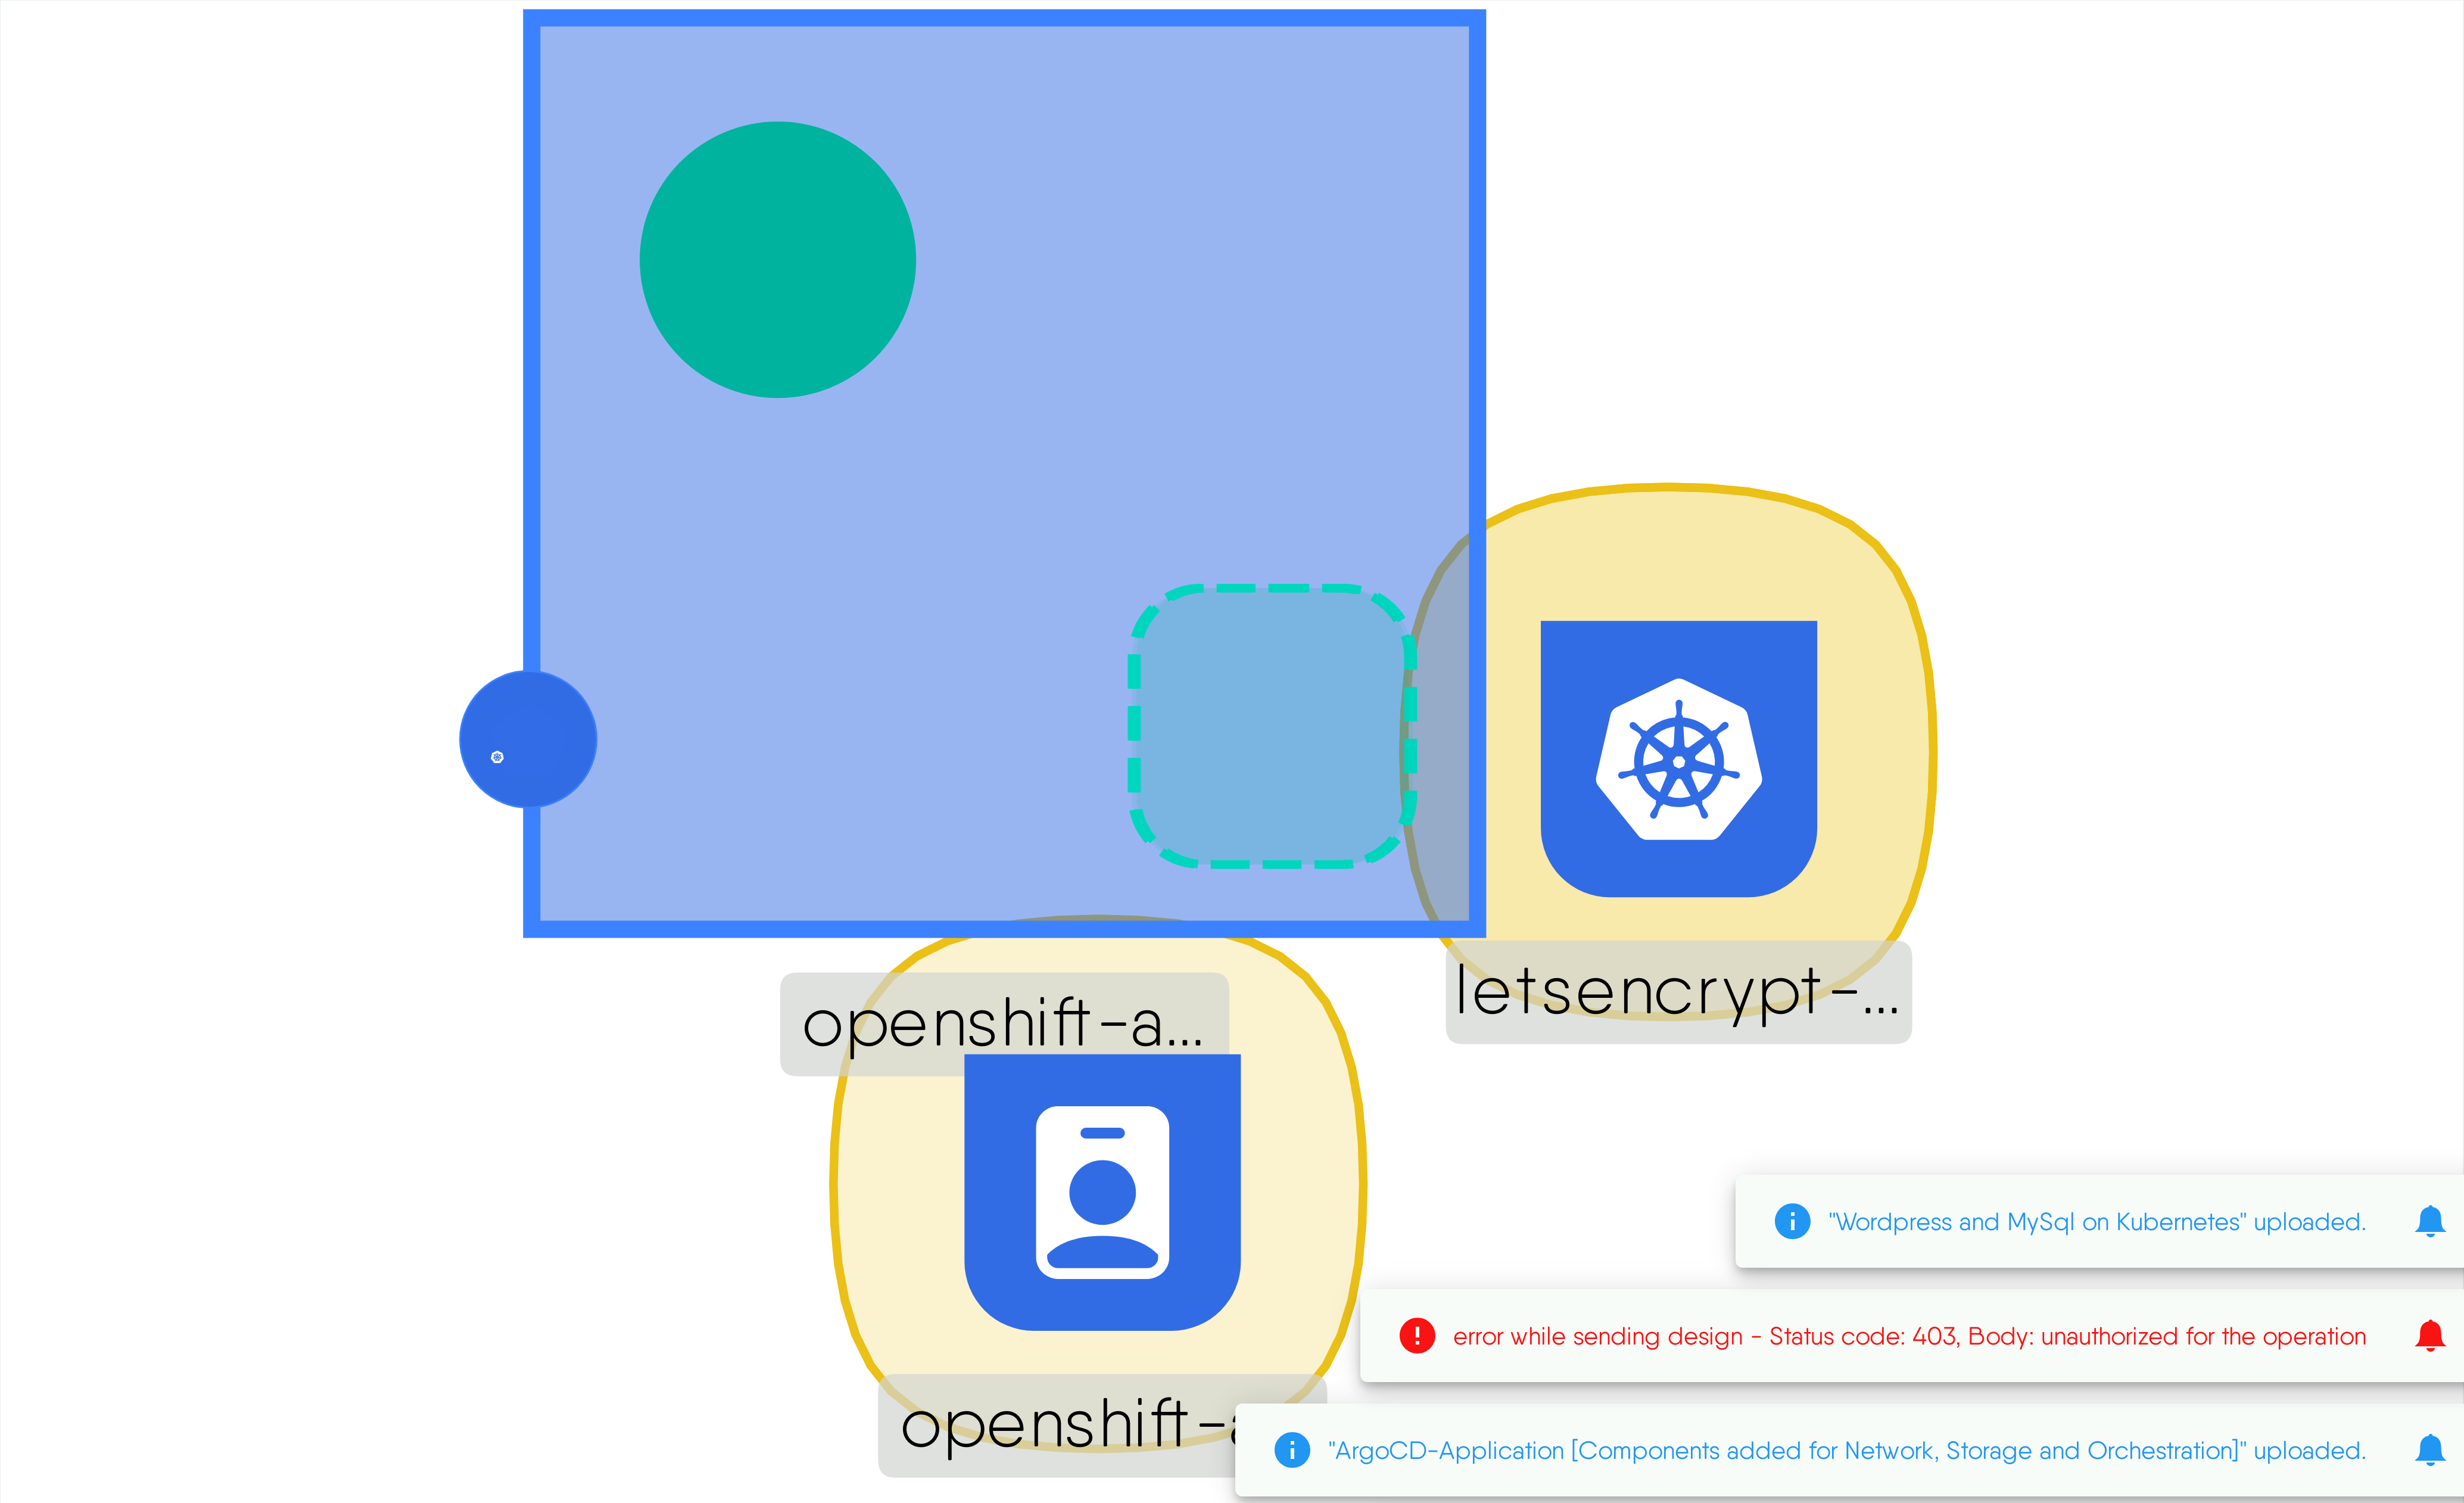 letsencrypt-...
openshift-a...
openshift-
"Wordpress and MySql on Kubernetes" uploaded.
error while sending design - Status code: 403, Body: unauthorized for the operation
"ArgoCD-Application [Components added for Network, Storage and Orchestration]" uploaded.